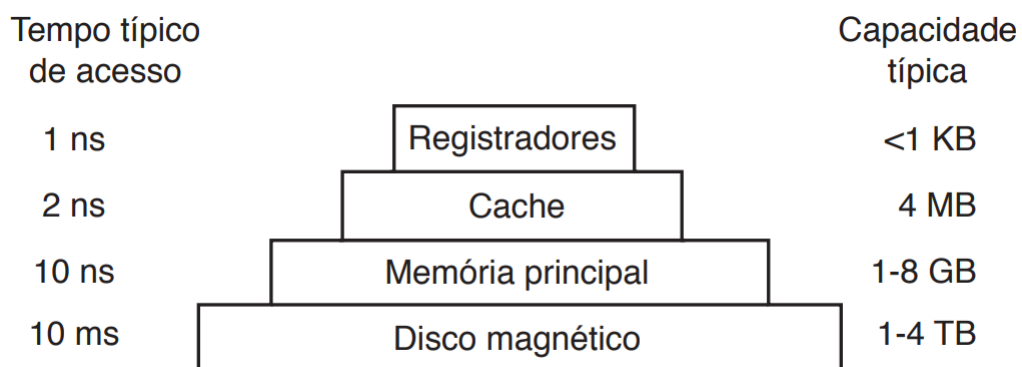 Tempo típico
de acesso
Capacidade
típica
1 ns
Registradores
<1 KB
2 ns
Cache
4 MB
10 ns
Memória principal
1-8 GB
10 ms
Disco magnético
1-4 TB